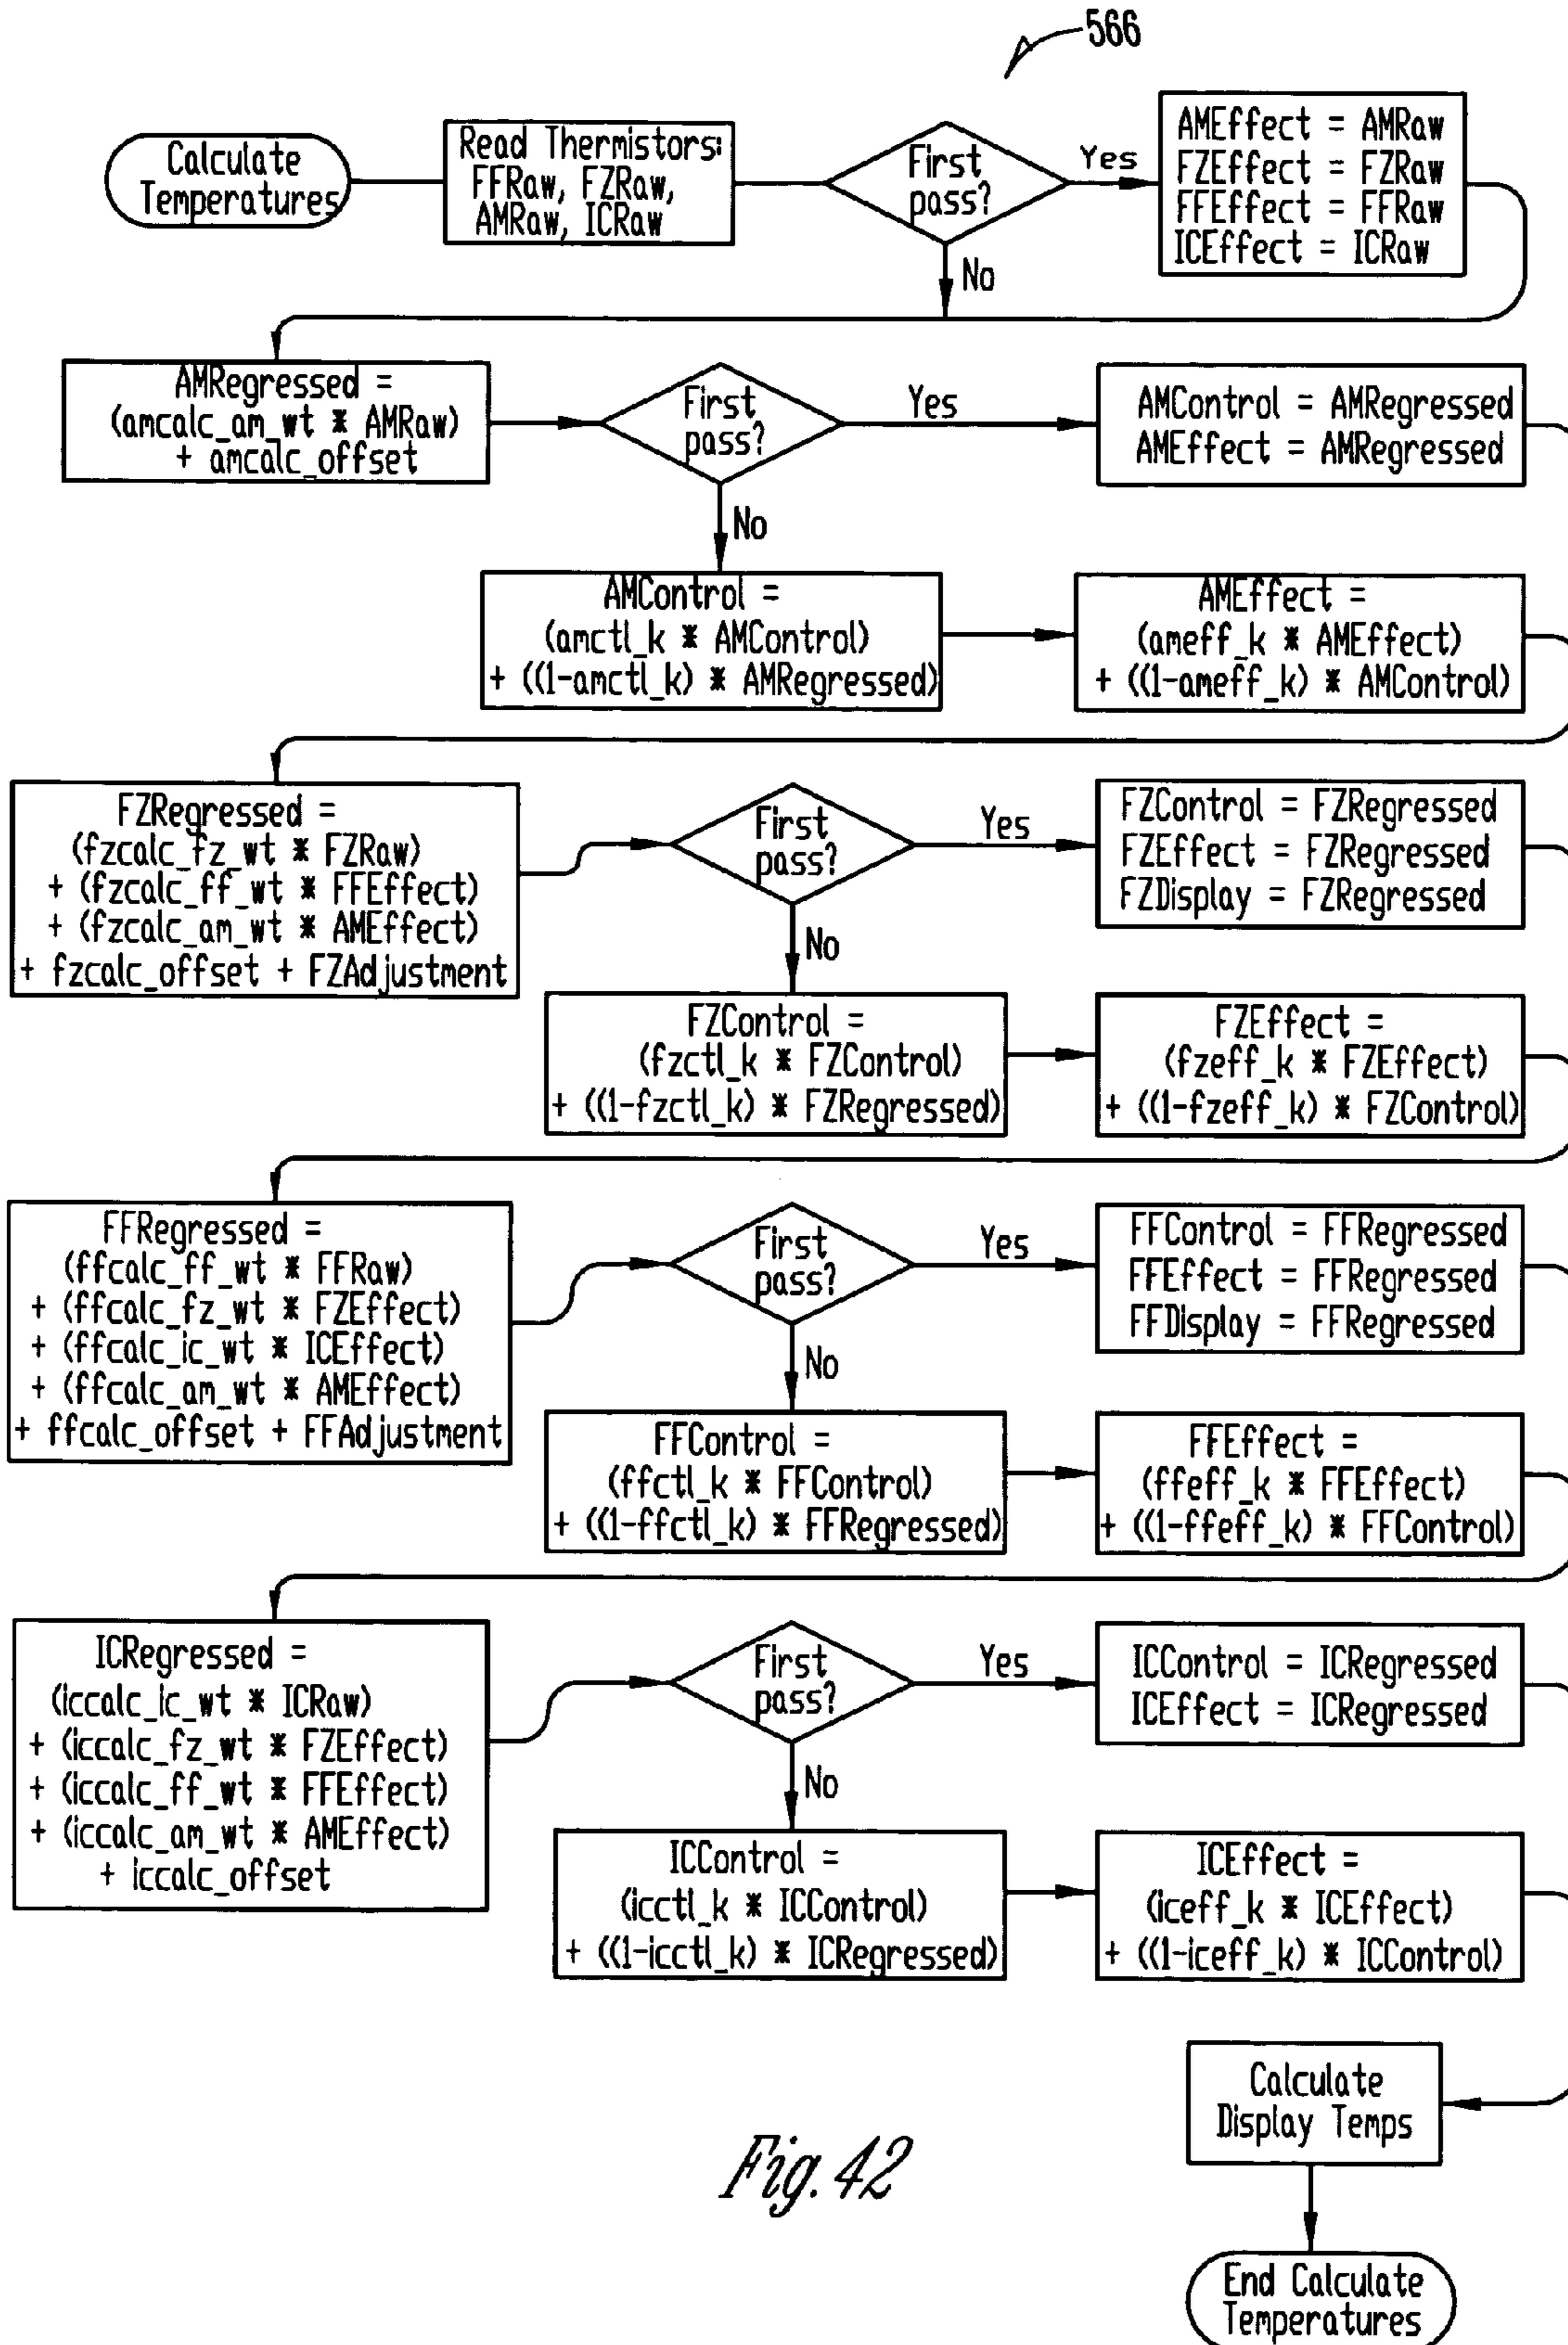 566
Calculate
Temperatures
Read Thermistors:
FFRaw, FZRaw,
AMRaw, ICRaw
First
pass?
Yes
No
AMEffect = AMRaw
FZEffect = FZRaw
FFEffect = FFRaw
ICEffect = ICRaw
AMRegressed =
(amcalc_am_wt * AMRaw)
+ amcalc_offset
First
pass?
Yes
No
AMControl = AMRegressed
AMEffect = AMRegressed
AMControl =
(amctl_k * AMControl)
+ ((1-amctl_k) * AMRegressed)
AMEffect =
(ameff_k * AMEffect)
+ ((1-ameff_k) * AMControl)
FZRegressed =
(fzcalc_fz_wt * FZRaw)
+ (fzcalc_ff_wt * FFEffect)
+ (fzcalc_am_wt * AMEffect)
+ fzcalc_offset + FZAdjustment
First
pass?
Yes
No
FZControl = FZRegressed
FZEffect = FZRegressed
FZDisplay = FZRegressed
FZControl =
(fzctl_k * FZControl)
+ ((1-fzctl_k) * FZRegressed)
FZEffect =
(fzeff_k * FZEffect)
+ ((1-fzeff_k) * FZControl)
FFRegressed =
(ffcalc_ff_wt * FFRaw)
+ (ffcalc_fz_wt * FZEffect)
+ (ffcalc_ic_wt * ICEffect)
+ (ffcalc_am_wt * AMEffect)
+ ffcalc_offset + FFAdjustment
First
pass?
Yes
No
FFControl = FFRegressed
FFEffect = FFRegressed
FFDisplay = FFRegressed
FFControl =
(ffctl_k * FFControl)
+ ((1-ffctl_k) * FFRegressed)
FFEffect =
(ffeff_k * FFEffect)
+ ((1-ffeff_k) * FFControl)
ICRegressed =
(iccalc_ic_wt * ICRaw)
+ (iccalc_fz_wt * FZEffect)
+ (iccalc_ff_wt * FFEffect)
+ (iccalc_am_wt * AMEffect)
+ iccalc_offset
First
pass?
Yes
No
ICControl = ICRegressed
ICEffect = ICRegressed
ICControl =
(icctl_k * ICControl)
+ ((1-icctl_k) * ICRegressed)
ICEffect =
(iceff_k * ICEffect)
+ ((1-iceff_k) * ICControl)
Calculate
Display Temps
End Calculate
Temperatures
Fig. 42